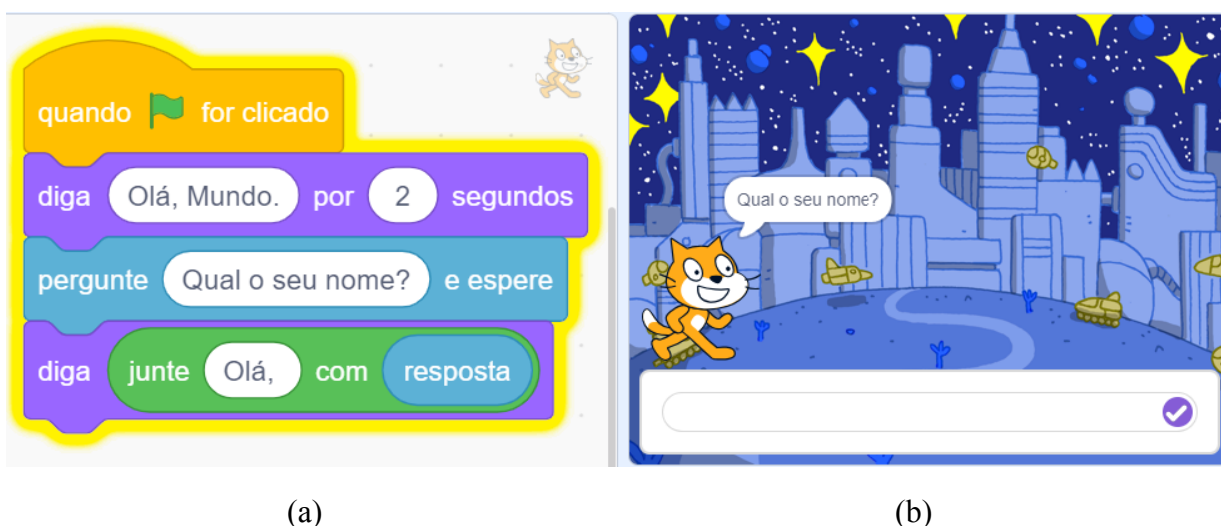 quando for clicado
diga Olá, Mundo. por 2 segundos
pergunte Qual o seu nome? e espere
diga junte Olá, com resposta
Qual o seu nome?
(a)
(b)